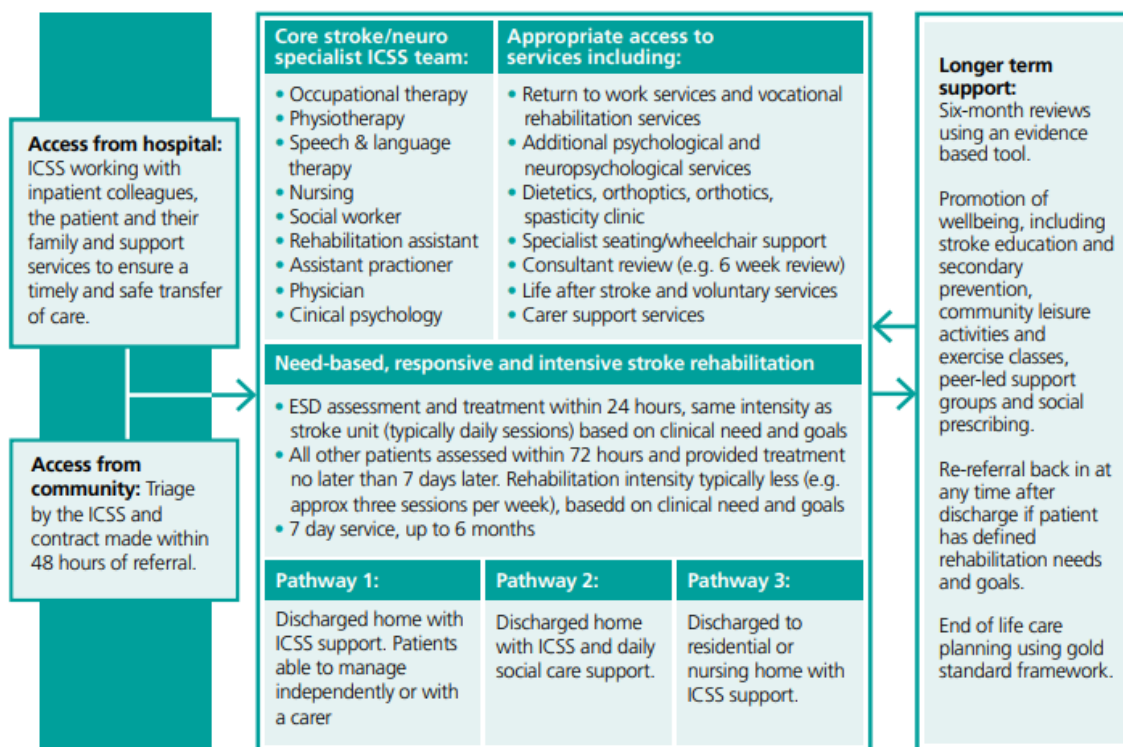 Access from hospital:
ICSS working with
inpatient colleagues,
the patient and their
family and support
services to ensure a
timely and safe transfer
of care.
Access from
community: Triage
by the ICSS and
contract made within
48 hours of referral.
Core stroke/neuro
specialist ICSS team:
• Occupational therapy
• Physiotherapy
• Speech & language
therapy
• Nursing
• Social worker
• Rehabilitation assistant
• Assistant practioner
• Physician
• Clinical psychology
Appropriate access to
services including:
• Return to work services and vocational
rehabilitation services
• Additional psychological and
neuropsychological services
• Dietetics, orthoptics, orthotics,
spasticity clinic
• Specialist seating/wheelchair support
• Consultant review (e.g. 6 week review)
• Life after stroke and voluntary services
• Carer support services
Need-based, responsive and intensive stroke rehabilitation
• ESD assessment and treatment within 24 hours, same intensity as
stroke unit (typically daily sessions) based on clinical need and goals
• All other patients assessed within 72 hours and provided treatment
no later than 7 days later. Rehabilitation intensity typically less (e.g.
approx three sessions per week), basedd on clinical need and goals
• 7 day service, up to 6 months
Pathway 1:
Discharged home with
ICSS support. Patients
able to manage
independently or with
a carer
Pathway 2:
Discharged home
with ICSS and daily
social care support.
Pathway 3:
Discharged to
residential or
nursing home with
ICSS support.
Longer term
support:
Six-month reviews
using an evidence
based tool.
Promotion of
wellbeing, including
stroke education and
secondary
prevention,
community leisure
activities and
exercise classes,
peer-led support
groups and social
prescribing.
Re-referral back in at
any time after
discharge if patient
has defined
rehabilitation needs
and goals.
End of life care
planning using gold
standard framework.